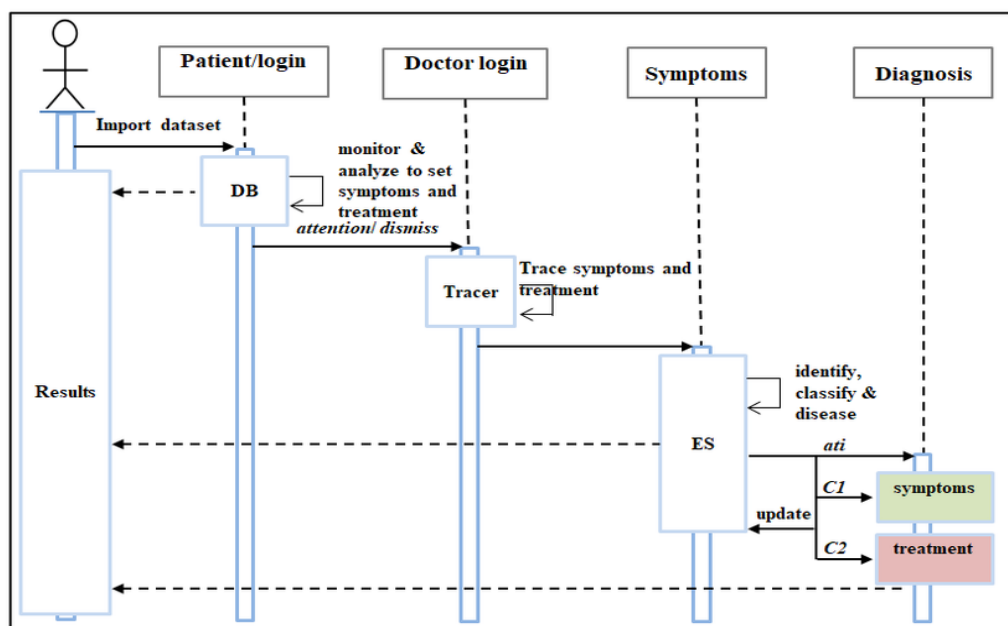 Patient/login
Doctor login
Symptoms
Diagnosis
Import dataset
monitor &
analyze to set
symptoms and
treatment
DB
attention/ dismiss
Trace symptoms and
treatment
Tracer
identify,
classify &
disease
Results
ES
ati
C1
symptoms
update
C2
treatment